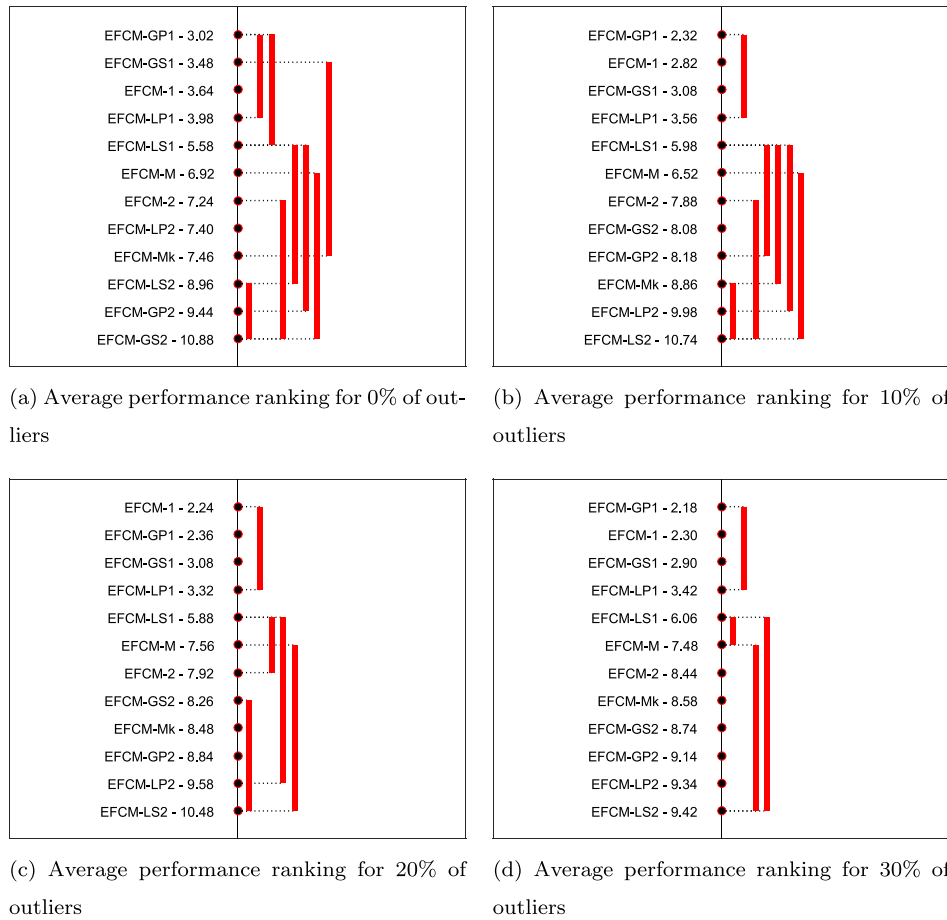 EFCM-GP1 - 3.02
EFCM-GS1 - 3.48
EFCM-1 - 3.64
EFCM-LP1 - 3.98
EFCM-LS1 - 5.58
EFCM-M - 6.92
EFCM-2 - 7.24
EFCM-LP2 - 7.40
EFCM-Mk - 7.46
EFCM-LS2 - 8.96
EFCM-GP2 - 9.44
EFCM-GS2 - 10.88
(a) Average performance ranking for 0% of out-
liers
EFCM-GP1 - 2.32
EFCM-1 - 2.82
EFCM-GS1 - 3.08
EFCM-LP1 - 3.56
EFCM-LS1 - 5.98
EFCM-M - 6.52
EFCM-2 - 7.88
EFCM-GS2 - 8.08
EFCM-GP2 - 8.18
EFCM-Mk - 8.86
EFCM-LP2 - 9.98
EFCM-LS2 - 10.74
(b) Average performance ranking for 10% of
outliers
EFCM-1 - 2.24
EFCM-GP1 - 2.36
EFCM-GS1 - 3.08
EFCM-LP1 - 3.32
EFCM-LS1 - 5.88
EFCM-M - 7.56
EFCM-2 - 7.92
EFCM-GS2 - 8.26
EFCM-Mk - 8.48
EFCM-GP2 - 8.84
EFCM-LP2 - 9.58
EFCM-LS2 - 10.48
(c) Average performance ranking for 20% of
outliers
EFCM-GP1 - 2.18
EFCM-1 - 2.30
EFCM-GS1 - 2.90
EFCM-LP1 - 3.42
EFCM-LS1 - 6.06
EFCM-M - 7.48
EFCM-2 - 8.44
EFCM-Mk - 8.58
EFCM-GS2 - 8.74
EFCM-GP2 - 9.14
EFCM-LP2 - 9.34
EFCM-LS2 - 9.42
(d) Average performance ranking for 30% of
outliers